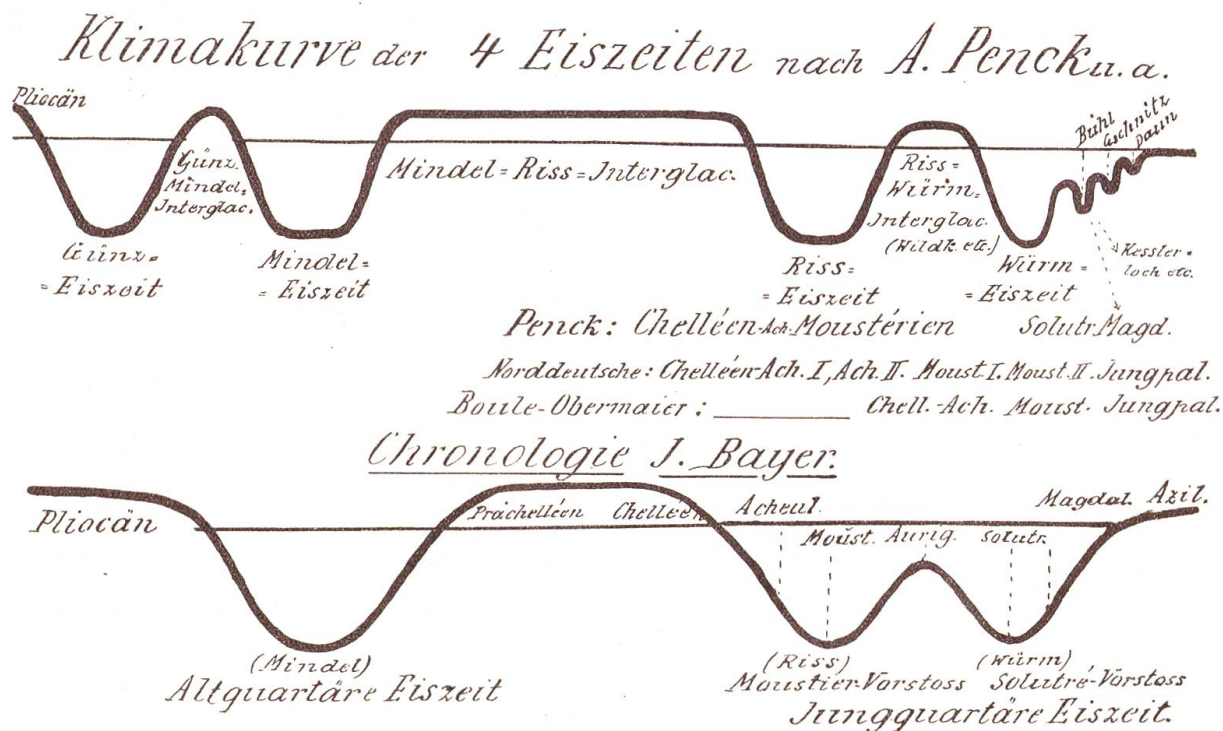 Klimakurve der 4 Eiszeiten nach A. Penck u. a.
Pliocän
Bühl
Gschnitz
Daun
Günz-
Mindel-
Interglac.
Mindel=Riss=Interglac.
Riss=
Würm=
Interglac.
(Wildk. etc.)
Günz=
=Eiszeit
Mindel=
=Eiszeit
Riss=
=Eiszeit
Würm=
=Eiszeit
Kessler=
loch etc.
Penck: Chelléen-Ach. Moustérien Solutr. Magd.
Norddeutsche: Chelléen-Ach. I, Ach. II. Moust. I. Moust. II. Jungpal.
Boule-Obermaier: Chell.-Ach. Moust. Jungpal.
Chronologie J. Bayer.
Pliocän
Prächelléen Chelléen Acheul. Magdal. Azil.
Moust. Aurig. Solutr.
(Mindel)
Altquartäre Eiszeit
(Riss) (Würm)
Moustier-Vorstoss Solutré-Vorstoss
Jungquartäre Eiszeit.